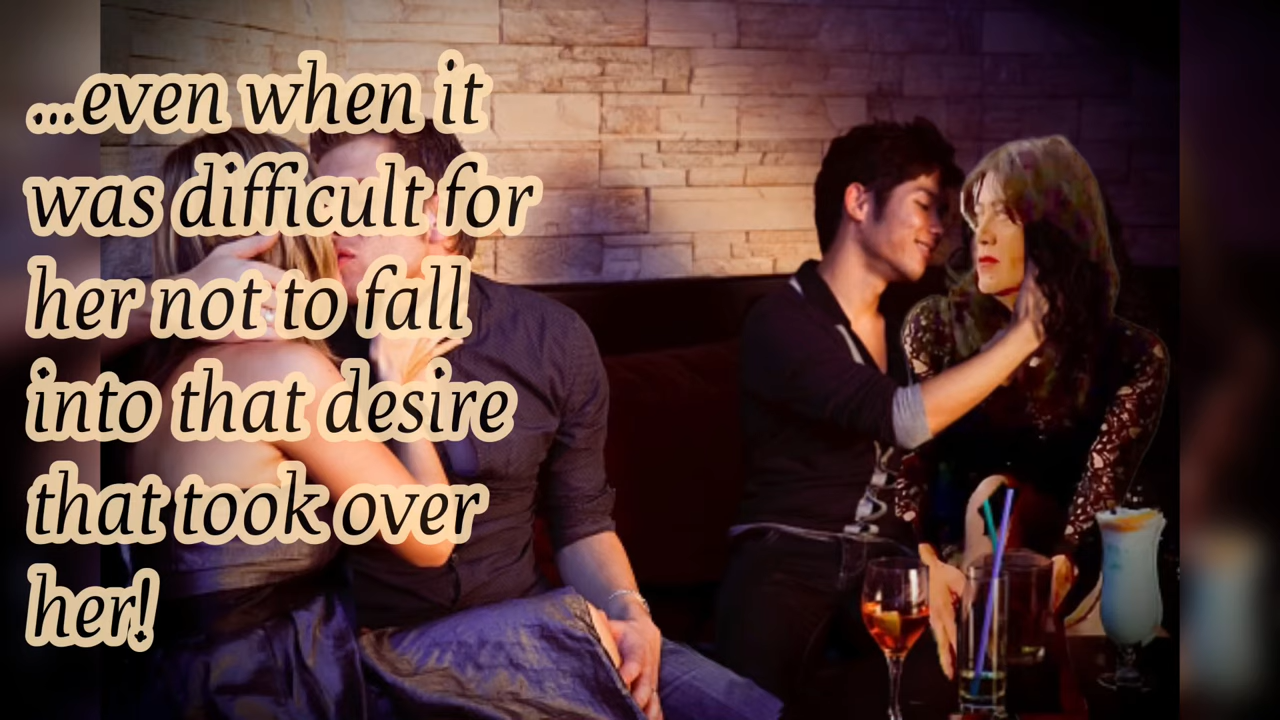 ...even when it
was difficult for
her not to fall
into that desire
that took over
her!